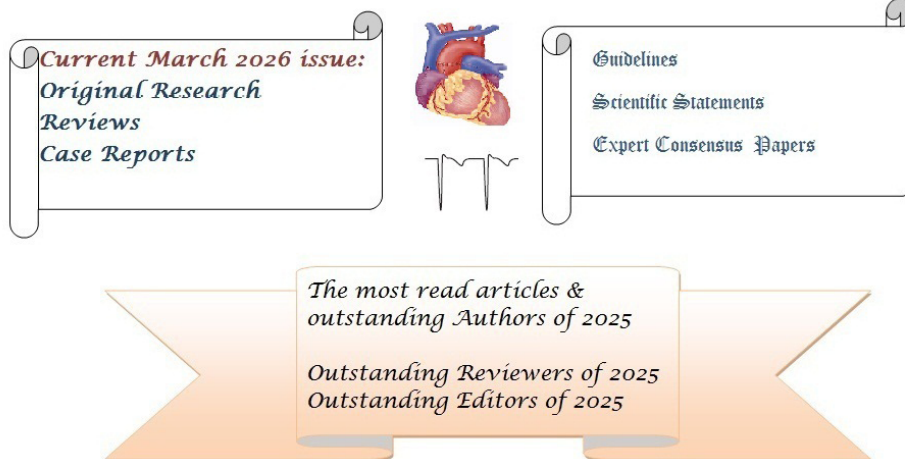 Current March 2026 issue:
Original Research
Reviews
Case Reports
Guidelines
Scientific Statements
Expert Consensus Papers
The most read articles &
outstanding Authors of 2025
Outstanding Reviewers of 2025
Outstanding Editors of 2025